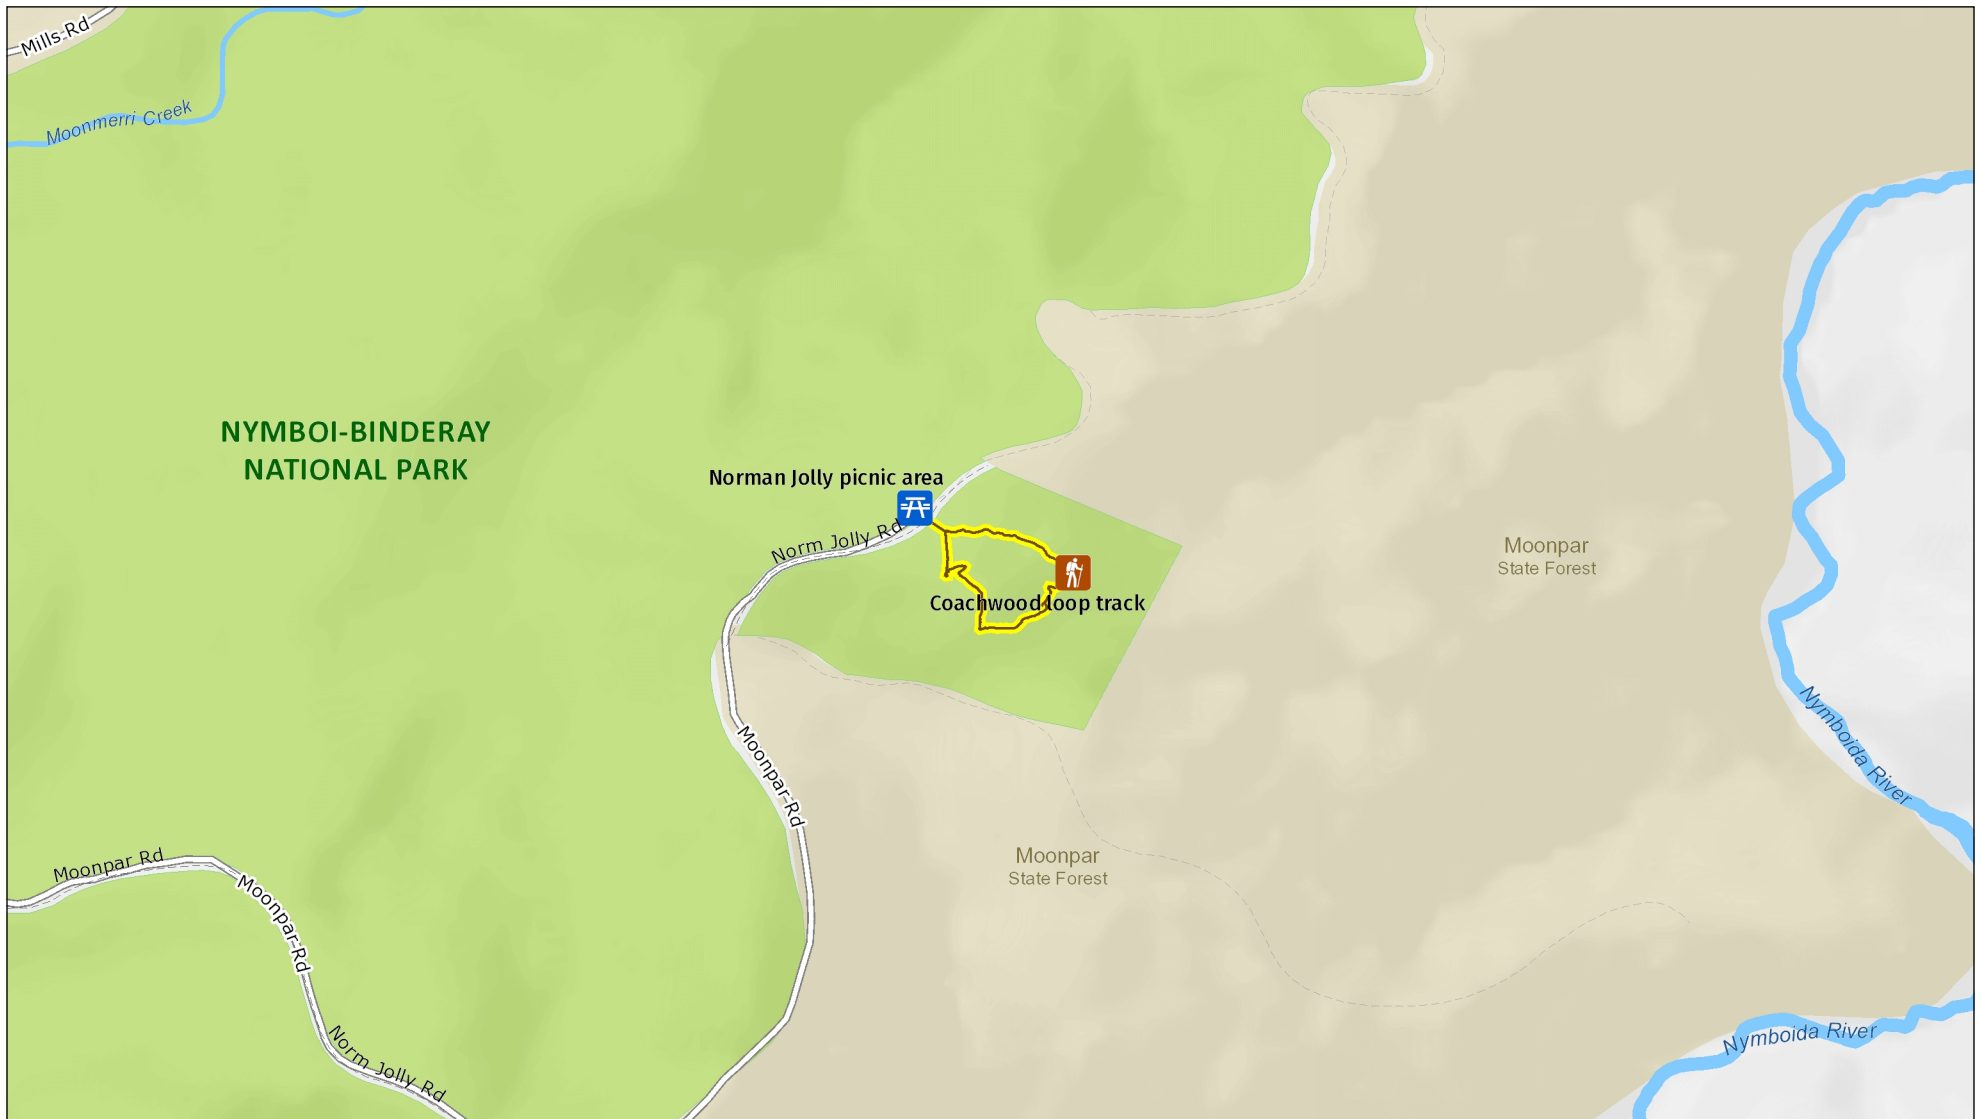 Mills Rd
Moonmerri Creek
NYMBOI-BINDERAY
NATIONAL PARK
Norman Jolly picnic area
Norm Jolly Rd
Coachwood loop track
Moonpar
State Forest
Nymboida River
Moonpar Rd
Moonpar Rd
Moonpar Rd
Moonpar
State Forest
Norm Jolly Rd
Nymboida River